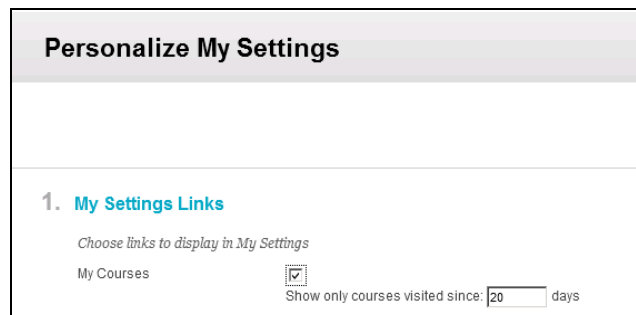 Personalize My Settings
1. My Settings Links
Choose links to display in My Settings
My Courses
Show only courses visited since: 20 days